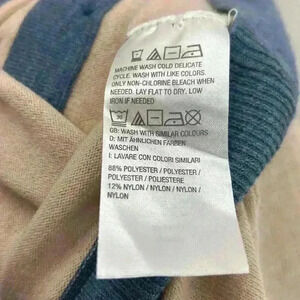 MACHINE WASH COLD DELICATE
CYCLE. WASH WITH LIKE COLORS.
ONLY NON-CHLORINE BLEACH WHEN
NEEDED. LAY FLAT TO DRY. LOW
IRON IF NEEDED
GB: WASH WITH SIMILAR COLOURS
D: MIT ÄHNLICHEN FARBEN
WASCHEN
I: LAVARE CON COLORI SIMILARI
88% POLYESTER / POLYESTER /
POLYESTER / POLIESTERE
12% NYLON / NYLON / NYLON /
NYLON